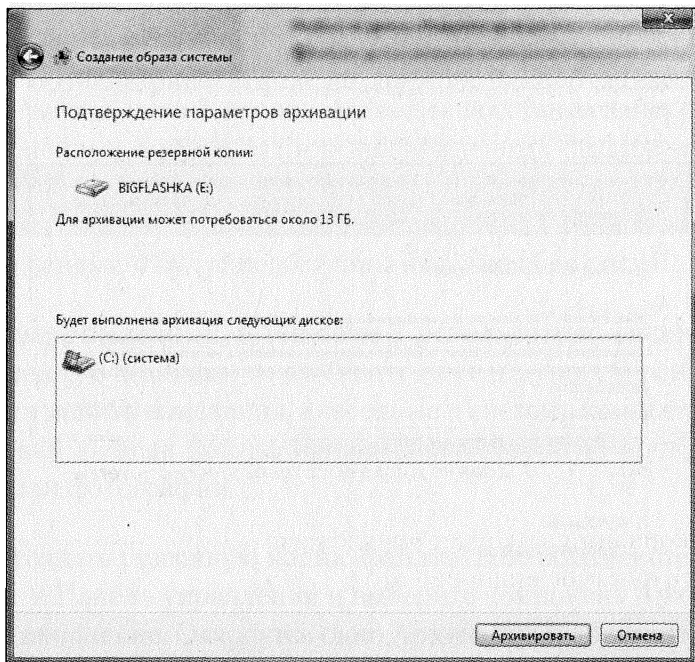 Создание образа системы
Подтверждение параметров архивации
Расположение резервной копии:
BIGFLASHKA (E:)
Для архивации может потребоваться около 13 ГБ.
Будет выполнена архивация следующих дисков:
(C:) (система)
Архивировать
Отмена